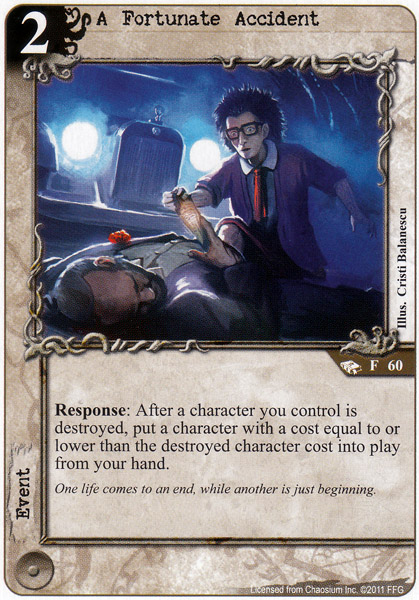 2
A Fortunate Accident
Illus. Cristi Balanescu
F 60
Response: After a character you control is
destroyed, put a character with a cost equal to or
lower than the destroyed character cost into play
from your hand.
One life comes to an end, while another is just beginning.
Event
Licensed from Chaosium Inc. ©2011 FFG